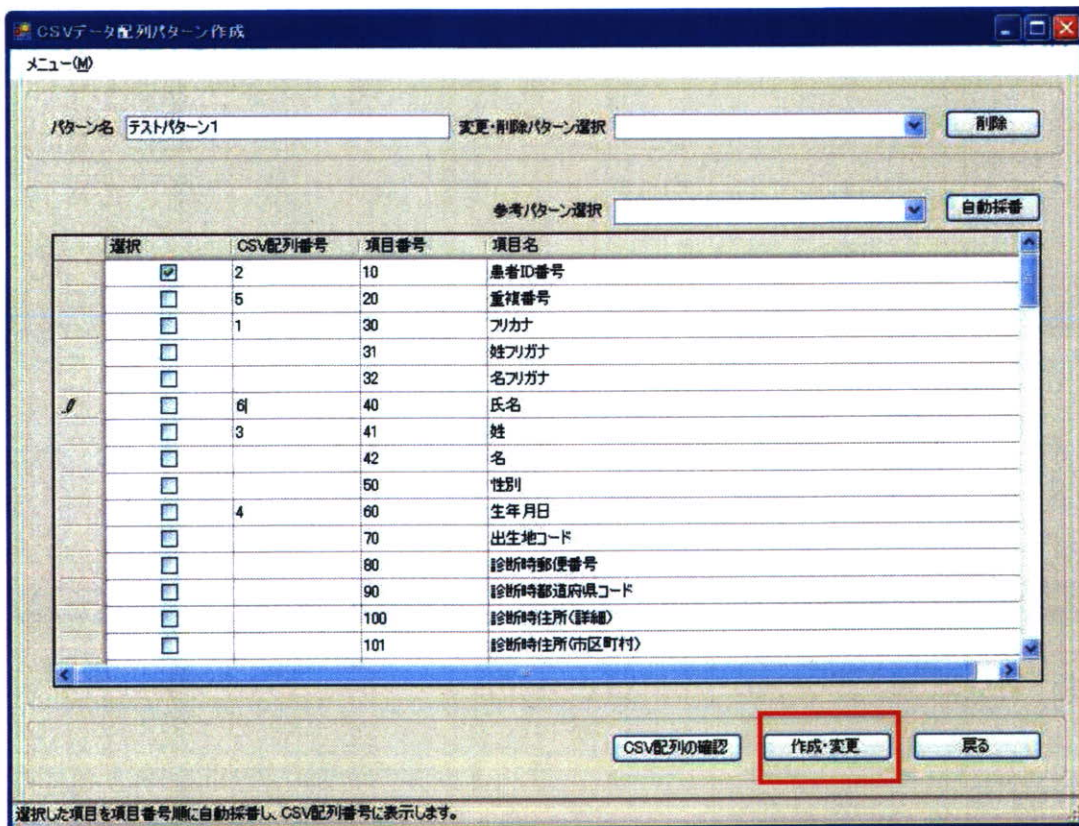 CSVデータ配列パターン作成
メニュー(M)
パターン名 テストパターン1 変更・削除パターン選択 削除
参考パターン選択 自動採番
選択 CSV配列番号 項目番号 項目名
2 10 患者ID番号
5 20 重複番号
1 30 フリカナ
31 姓フリガナ
32 名フリガナ
6 40 氏名
3 41 姓
42 名
50 性別
4 60 生年月日
70 出生地コード
80 診断時郵便番号
90 診断時都道府県コード
100 診断時住所(詳細)
101 診断時住所(市区町村)
CSV配列の確認 作成・変更 戻る
選択した項目を項目番号順に自動採番し、CSV配列番号に表示します。